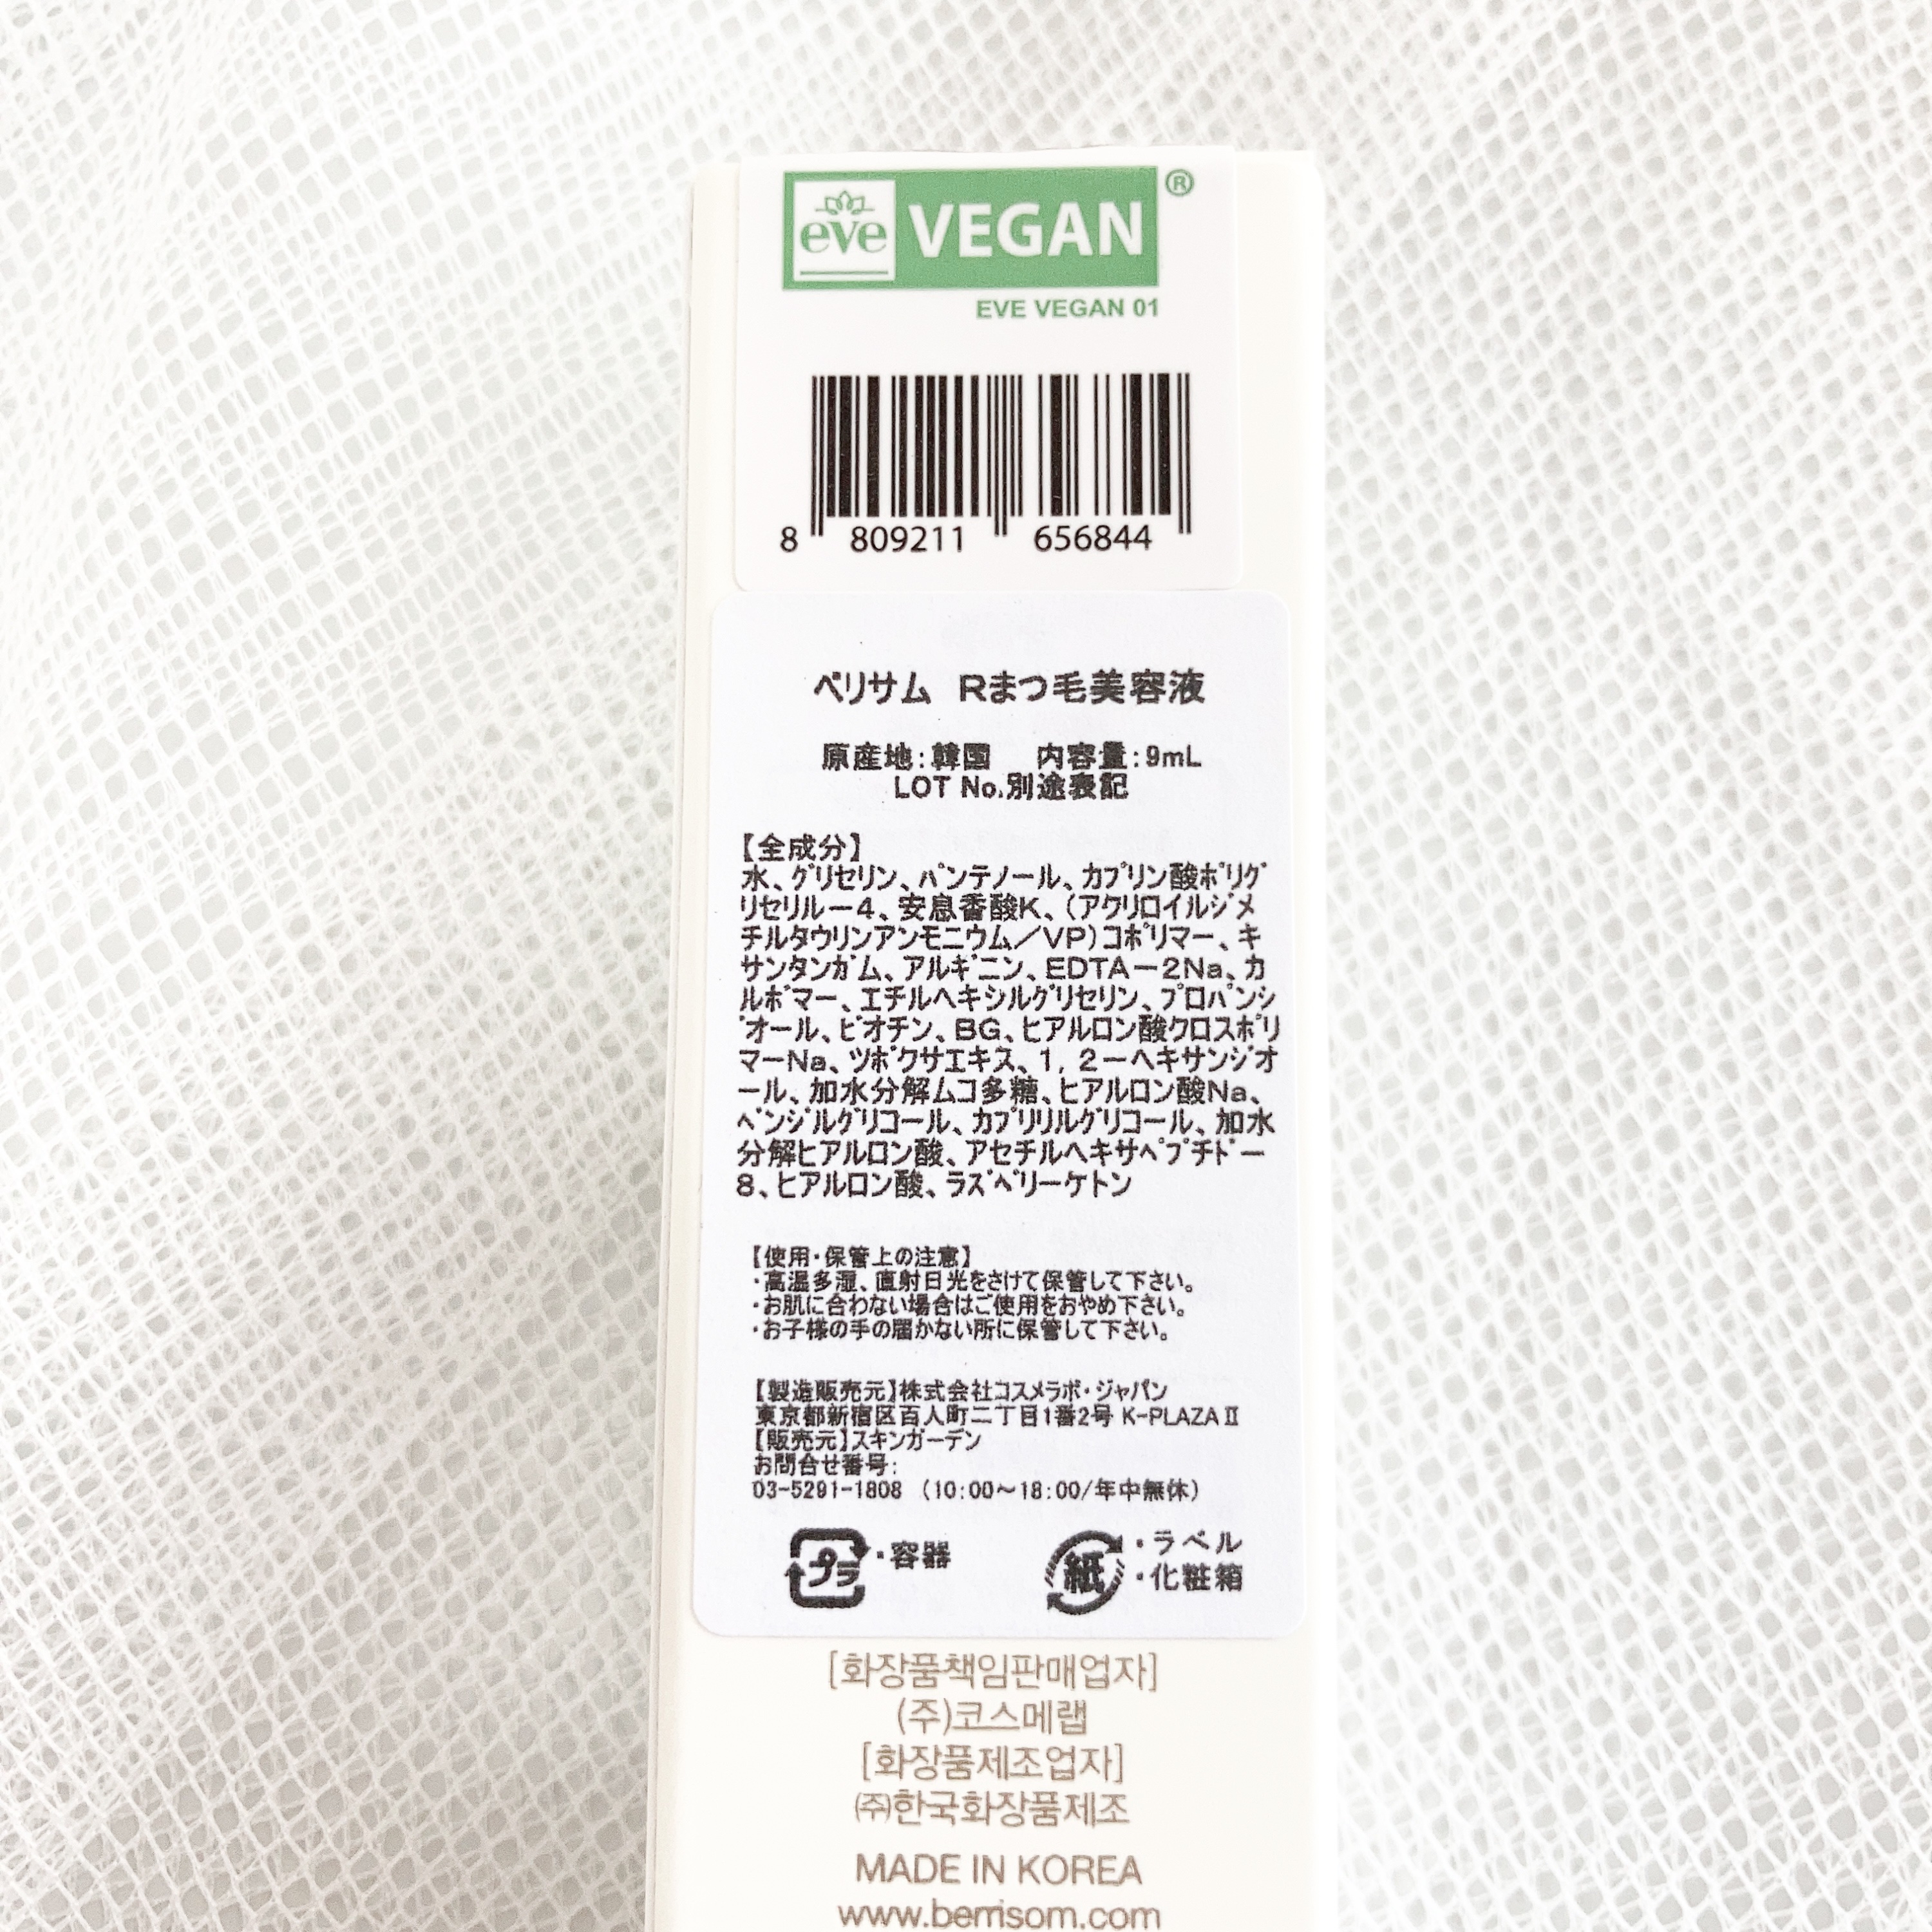 eve VEGAN®
EVE VEGAN 01
8 809211 656844
ベリサム Rまつ毛美容液
原産地:韓国 内容量:9mL
LOT No.別途表記
【全成分】
水、グリセリン、パンテノール、カプリン酸ポリグ
リセリルー4、安息香酸K、(アクリロイルジメ
チルタウリンアンモニウム/VP)コポリマー、キ
サンタンガム、アルギニン、EDTA-2Na、カ
ルボマー、エチルヘキシルグリセリン、プロパンジ
オール、ビオチン、BG、ヒアルロン酸クロスポリ
マーNa、ツボクサエキス、1,2-ヘキサンジオ
ール、加水分解ムコ多糖、ヒアルロン酸Na、
ベンジルグリコール、カプリリルグリコール、加水
分解ヒアルロン酸、アセチルヘキサペプチドー
8、ヒアルロン酸、ラズベリーケトン
【使用・保管上の注意】
・高温多湿、直射日光をさけて保管して下さい。
・お肌に合わない場合はご使用をおやめ下さい。
・お子様の手の届かない所に保管して下さい。
【製造販売元】株式会社コスメラボ・ジャパン
東京都新宿区百人町二丁目1番2号 K-PLAZAⅡ
【販売元】スキンガーデン
お問合せ番号:
03-5291-1808 (10:00~18:00/年中無休)
プラ ・容器
紙 ・ラベル
・化粧箱
[화장품책임판매업자]
(주)코스메랩
[화장품제조업자]
㈜한국화장품제조
MADE IN KOREA
www.berrisom.com